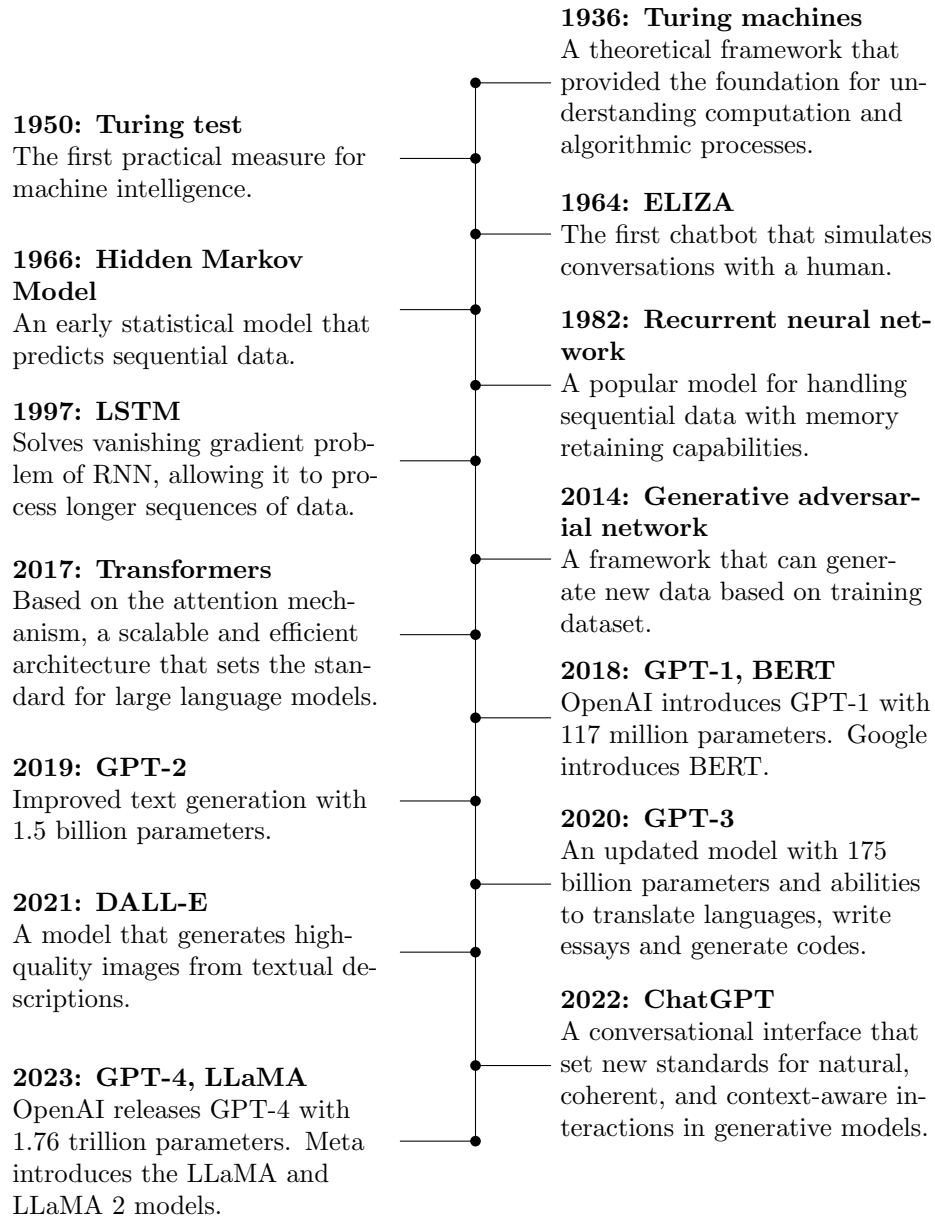 1936: Turing machines
A theoretical framework that
provided the foundation for un-
derstanding computation and
algorithmic processes.
1950: Turing test
The first practical measure for
machine intelligence.
1964: ELIZA
The first chatbot that simulates
conversations with a human.
1966: Hidden Markov
Model
An early statistical model that
predicts sequential data.
1982: Recurrent neural net-
work
A popular model for handling
sequential data with memory
retaining capabilities.
1997: LSTM
Solves vanishing gradient prob-
lem of RNN, allowing it to pro-
cess longer sequences of data.
2014: Generative adversar-
ial network
A framework that can gener-
ate new data based on training
dataset.
2017: Transformers
Based on the attention mech-
anism, a scalable and efficient
architecture that sets the stan-
dard for large language models.
2018: GPT-1, BERT
OpenAI introduces GPT-1 with
117 million parameters. Google
introduces BERT.
2019: GPT-2
Improved text generation with
1.5 billion parameters.
2020: GPT-3
An updated model with 175
billion parameters and abilities
to translate languages, write
essays and generate codes.
2021: DALL-E
A model that generates high-
quality images from textual de-
scriptions.
2022: ChatGPT
A conversational interface that
set new standards for natural,
coherent, and context-aware in-
teractions in generative models.
2023: GPT-4, LLaMA
OpenAI releases GPT-4 with
1.76 trillion parameters. Meta
introduces the LLaMA and
LLaMA 2 models.